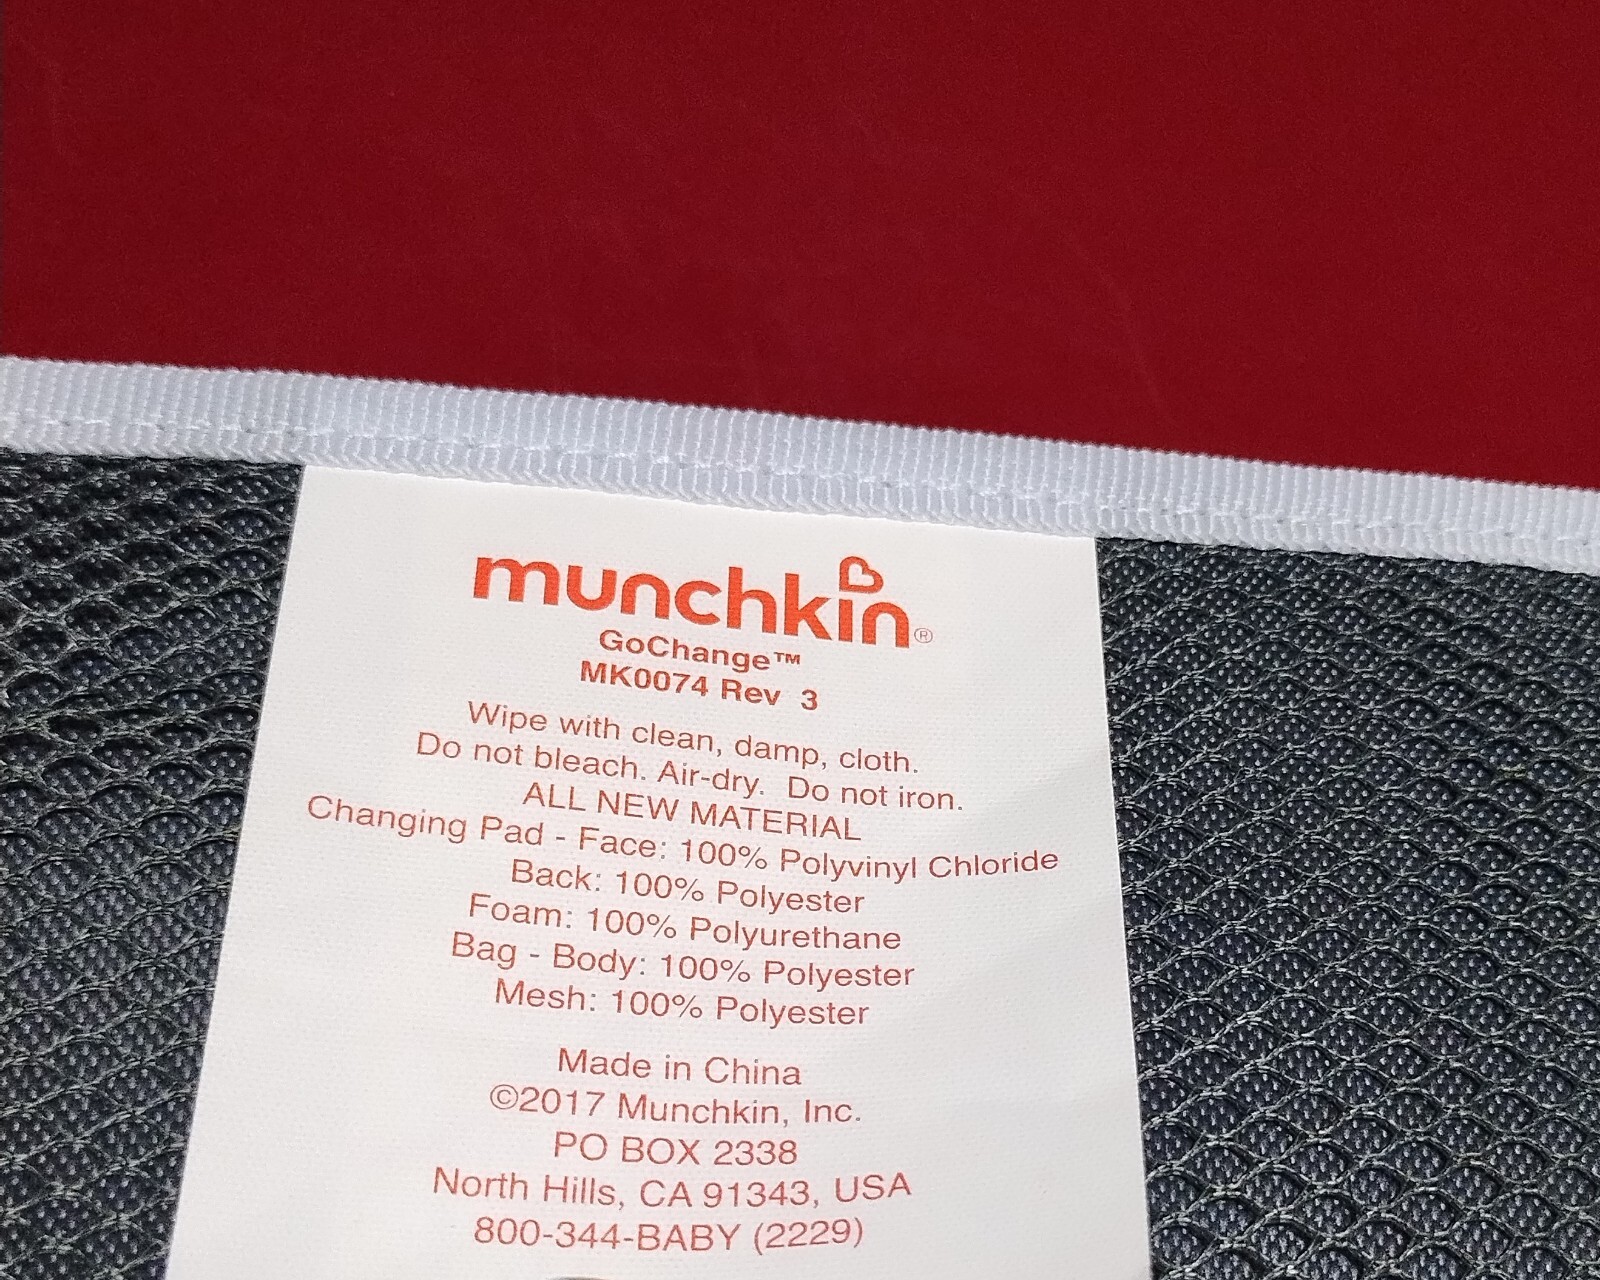 munchkin®
GoChange™
MK0074 Rev 3
Wipe with clean, damp, cloth.
Do not bleach. Air-dry. Do not iron.
ALL NEW MATERIAL
Changing Pad - Face: 100% Polyvinyl Chloride
Back: 100% Polyester
Foam: 100% Polyurethane
Bag - Body: 100% Polyester
Mesh: 100% Polyester
Made in China
©2017 Munchkin, Inc.
PO BOX 2338
North Hills, CA 91343, USA
800-344-BABY (2229)